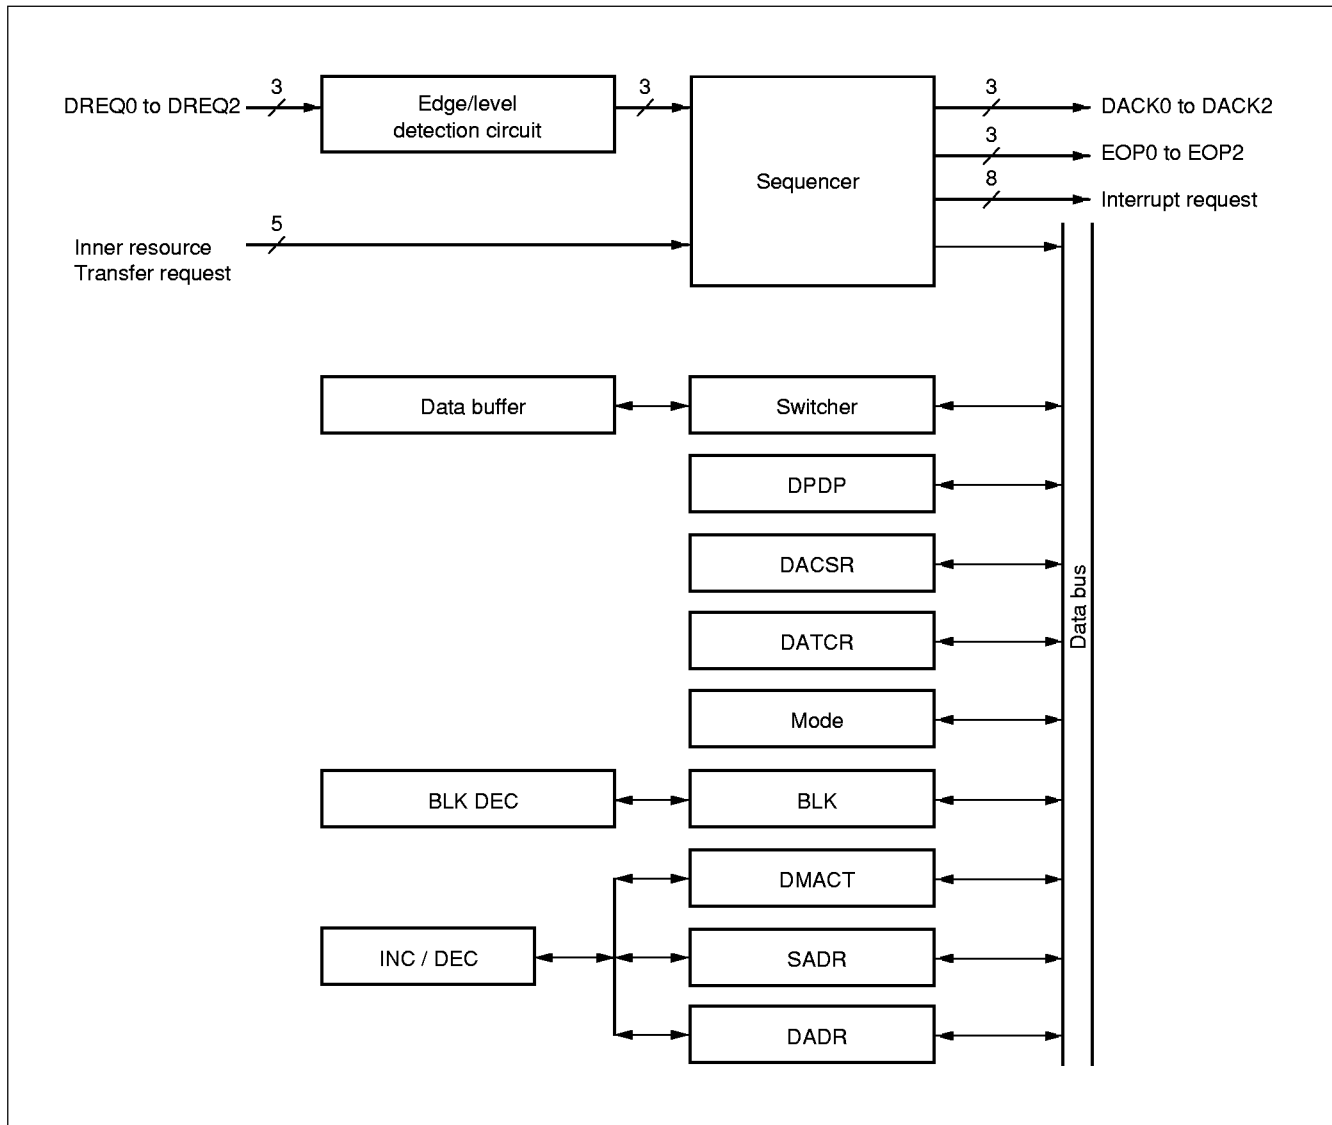 3
3
3
DREQ0 to DREQ2
Edge/level
detection circuit
DACK0 to DACK2
3
EOP0 to EOP2
Sequencer
8
Interrupt request
5
Inner resource
Transfer request
Data buffer
Switcher
DPDP
DACSR
Data bus
DATCR
Mode
BLK DEC
BLK
DMACT
INC / DEC
SADR
DADR